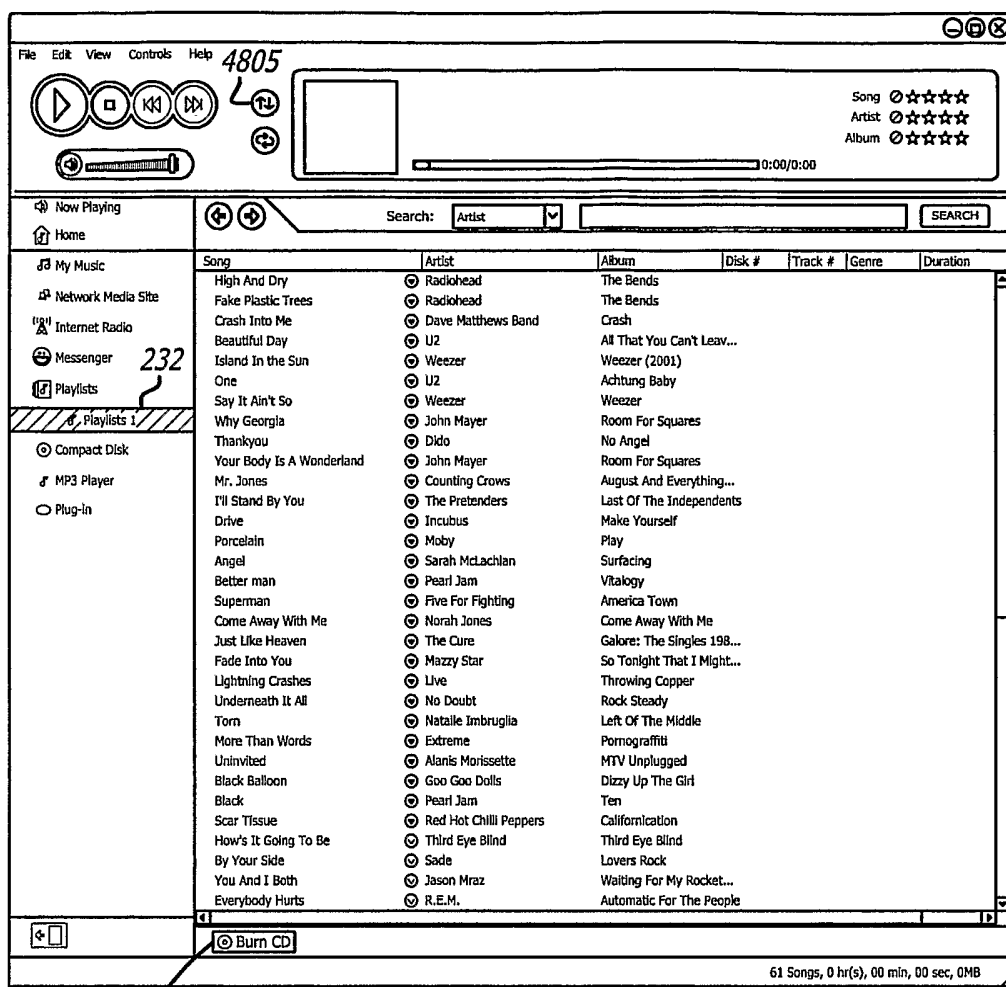 File Edit View Controls Help 4805
Song
Artist
Album
0:00/0:00
Now Playing
Home
My Music
Network Media Site
Internet Radio
Messenger
232
Playlists
Playlists 1
Compact Disk
MP3 Player
Plug-in
Search: Artist SEARCH
Song Artist Album Disk # Track # Genre Duration
High And Dry Radiohead The Bends
Fake Plastic Trees Radiohead The Bends
Crash Into Me Dave Matthews Band Crash
Beautiful Day U2 All That You Can't Leav...
Island In the Sun Weezer Weezer (2001)
One U2 Achtung Baby
Say It Ain't So Weezer Weezer
Why Georgia John Mayer Room For Squares
Thankyou Dido No Angel
Your Body Is A Wonderland John Mayer Room For Squares
Mr. Jones Counting Crows August And Everything...
I'll Stand By You The Pretenders Last Of The Independents
Drive Incubus Make Yourself
Porcelain Moby Play
Angel Sarah McLachlan Surfacing
Better man Pearl Jam Vitalogy
Superman Five For Fighting America Town
Come Away With Me Norah Jones Come Away With Me
Just Like Heaven The Cure Galore: The Singles 198...
Fade Into You Mazzy Star So Tonight That I Might...
Lightning Crashes Live Throwing Copper
Underneath It All No Doubt Rock Steady
Torn Natalie Imbruglia Left Of The Middle
More Than Words Extreme Pornograffiti
Uninvited Alanis Morissette MTV Unplugged
Black Balloon Goo Goo Dolls Dizzy Up The Girl
Black Pearl Jam Ten
Scar Tissue Red Hot Chilli Peppers Californication
How's It Going To Be Third Eye Blind Third Eye Blind
By Your Side Sade Lovers Rock
You And I Both Jason Mraz Waiting For My Rocket...
Everybody Hurts R.E.M. Automatic For The People
Burn CD
61 Songs, 0 hr(s), 00 min, 00 sec, 0MB